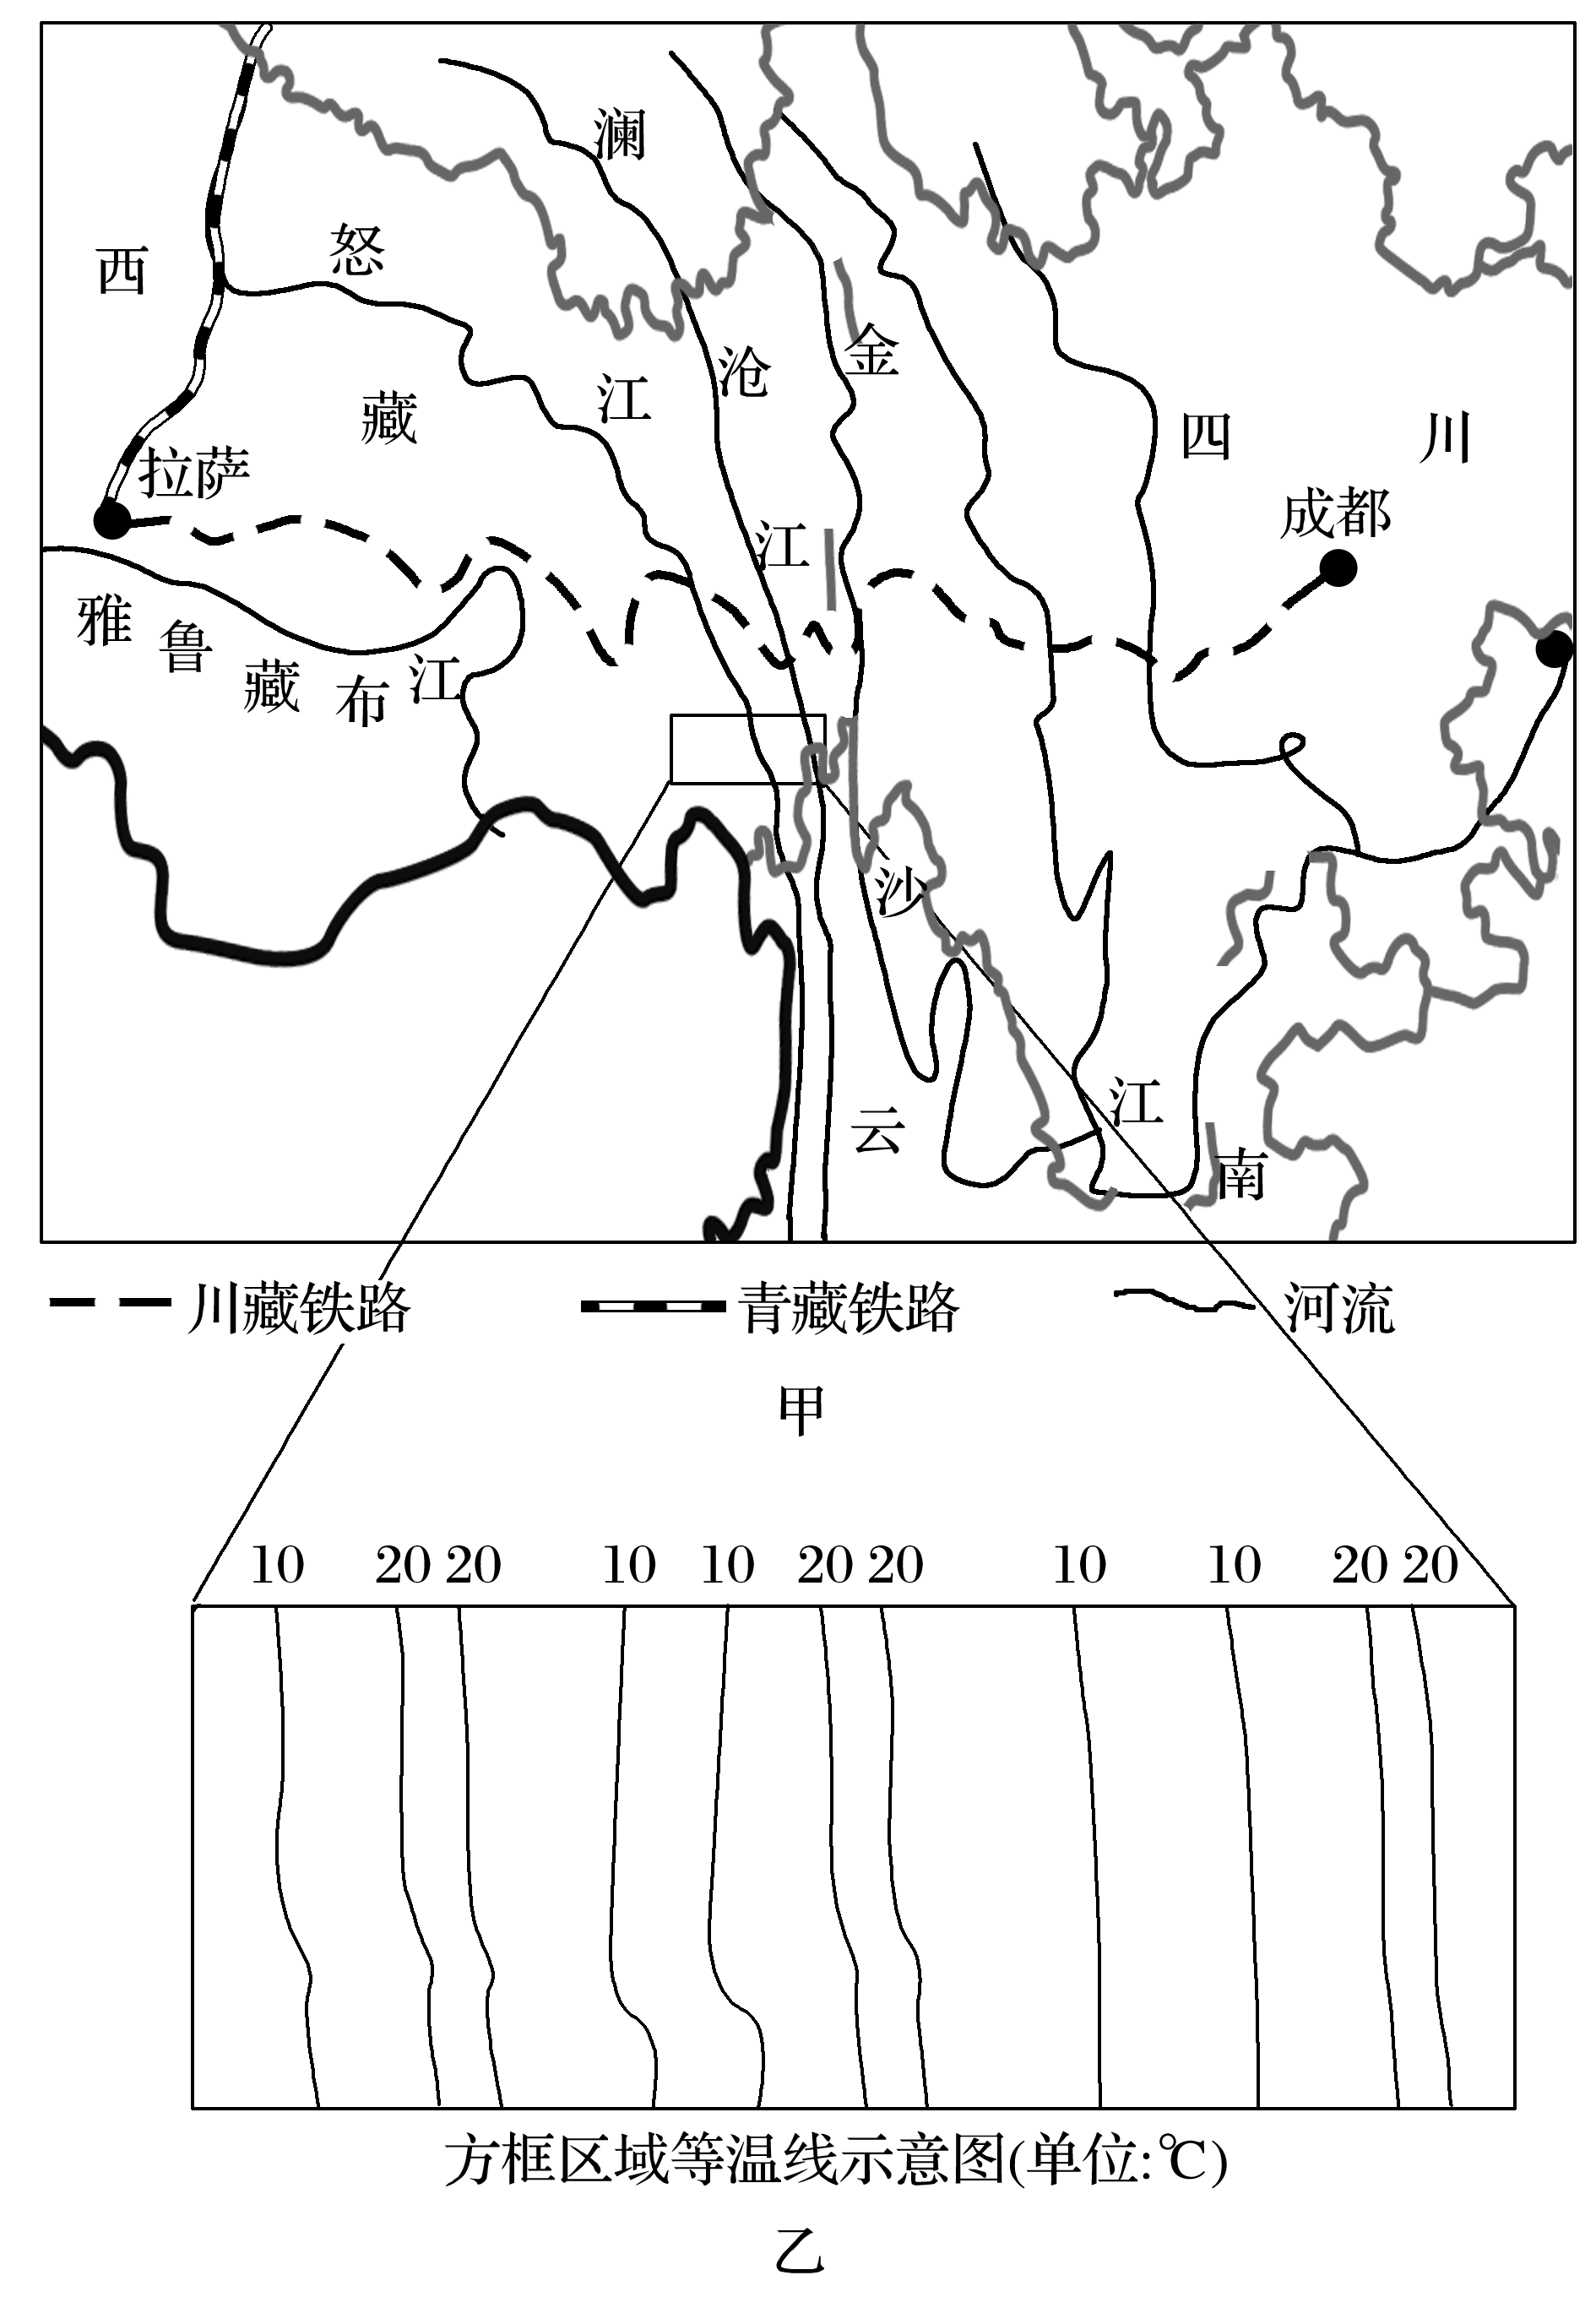 澜
怒
西
沧
金
江
藏
四 川
拉萨
成都
江
雅鲁藏布江
沙
江
云
南
川藏铁路 青藏铁路 河流
甲
10 20 20 10 10 20 20 10 10 20 20
方框区域等温线示意图(单位:℃)
乙